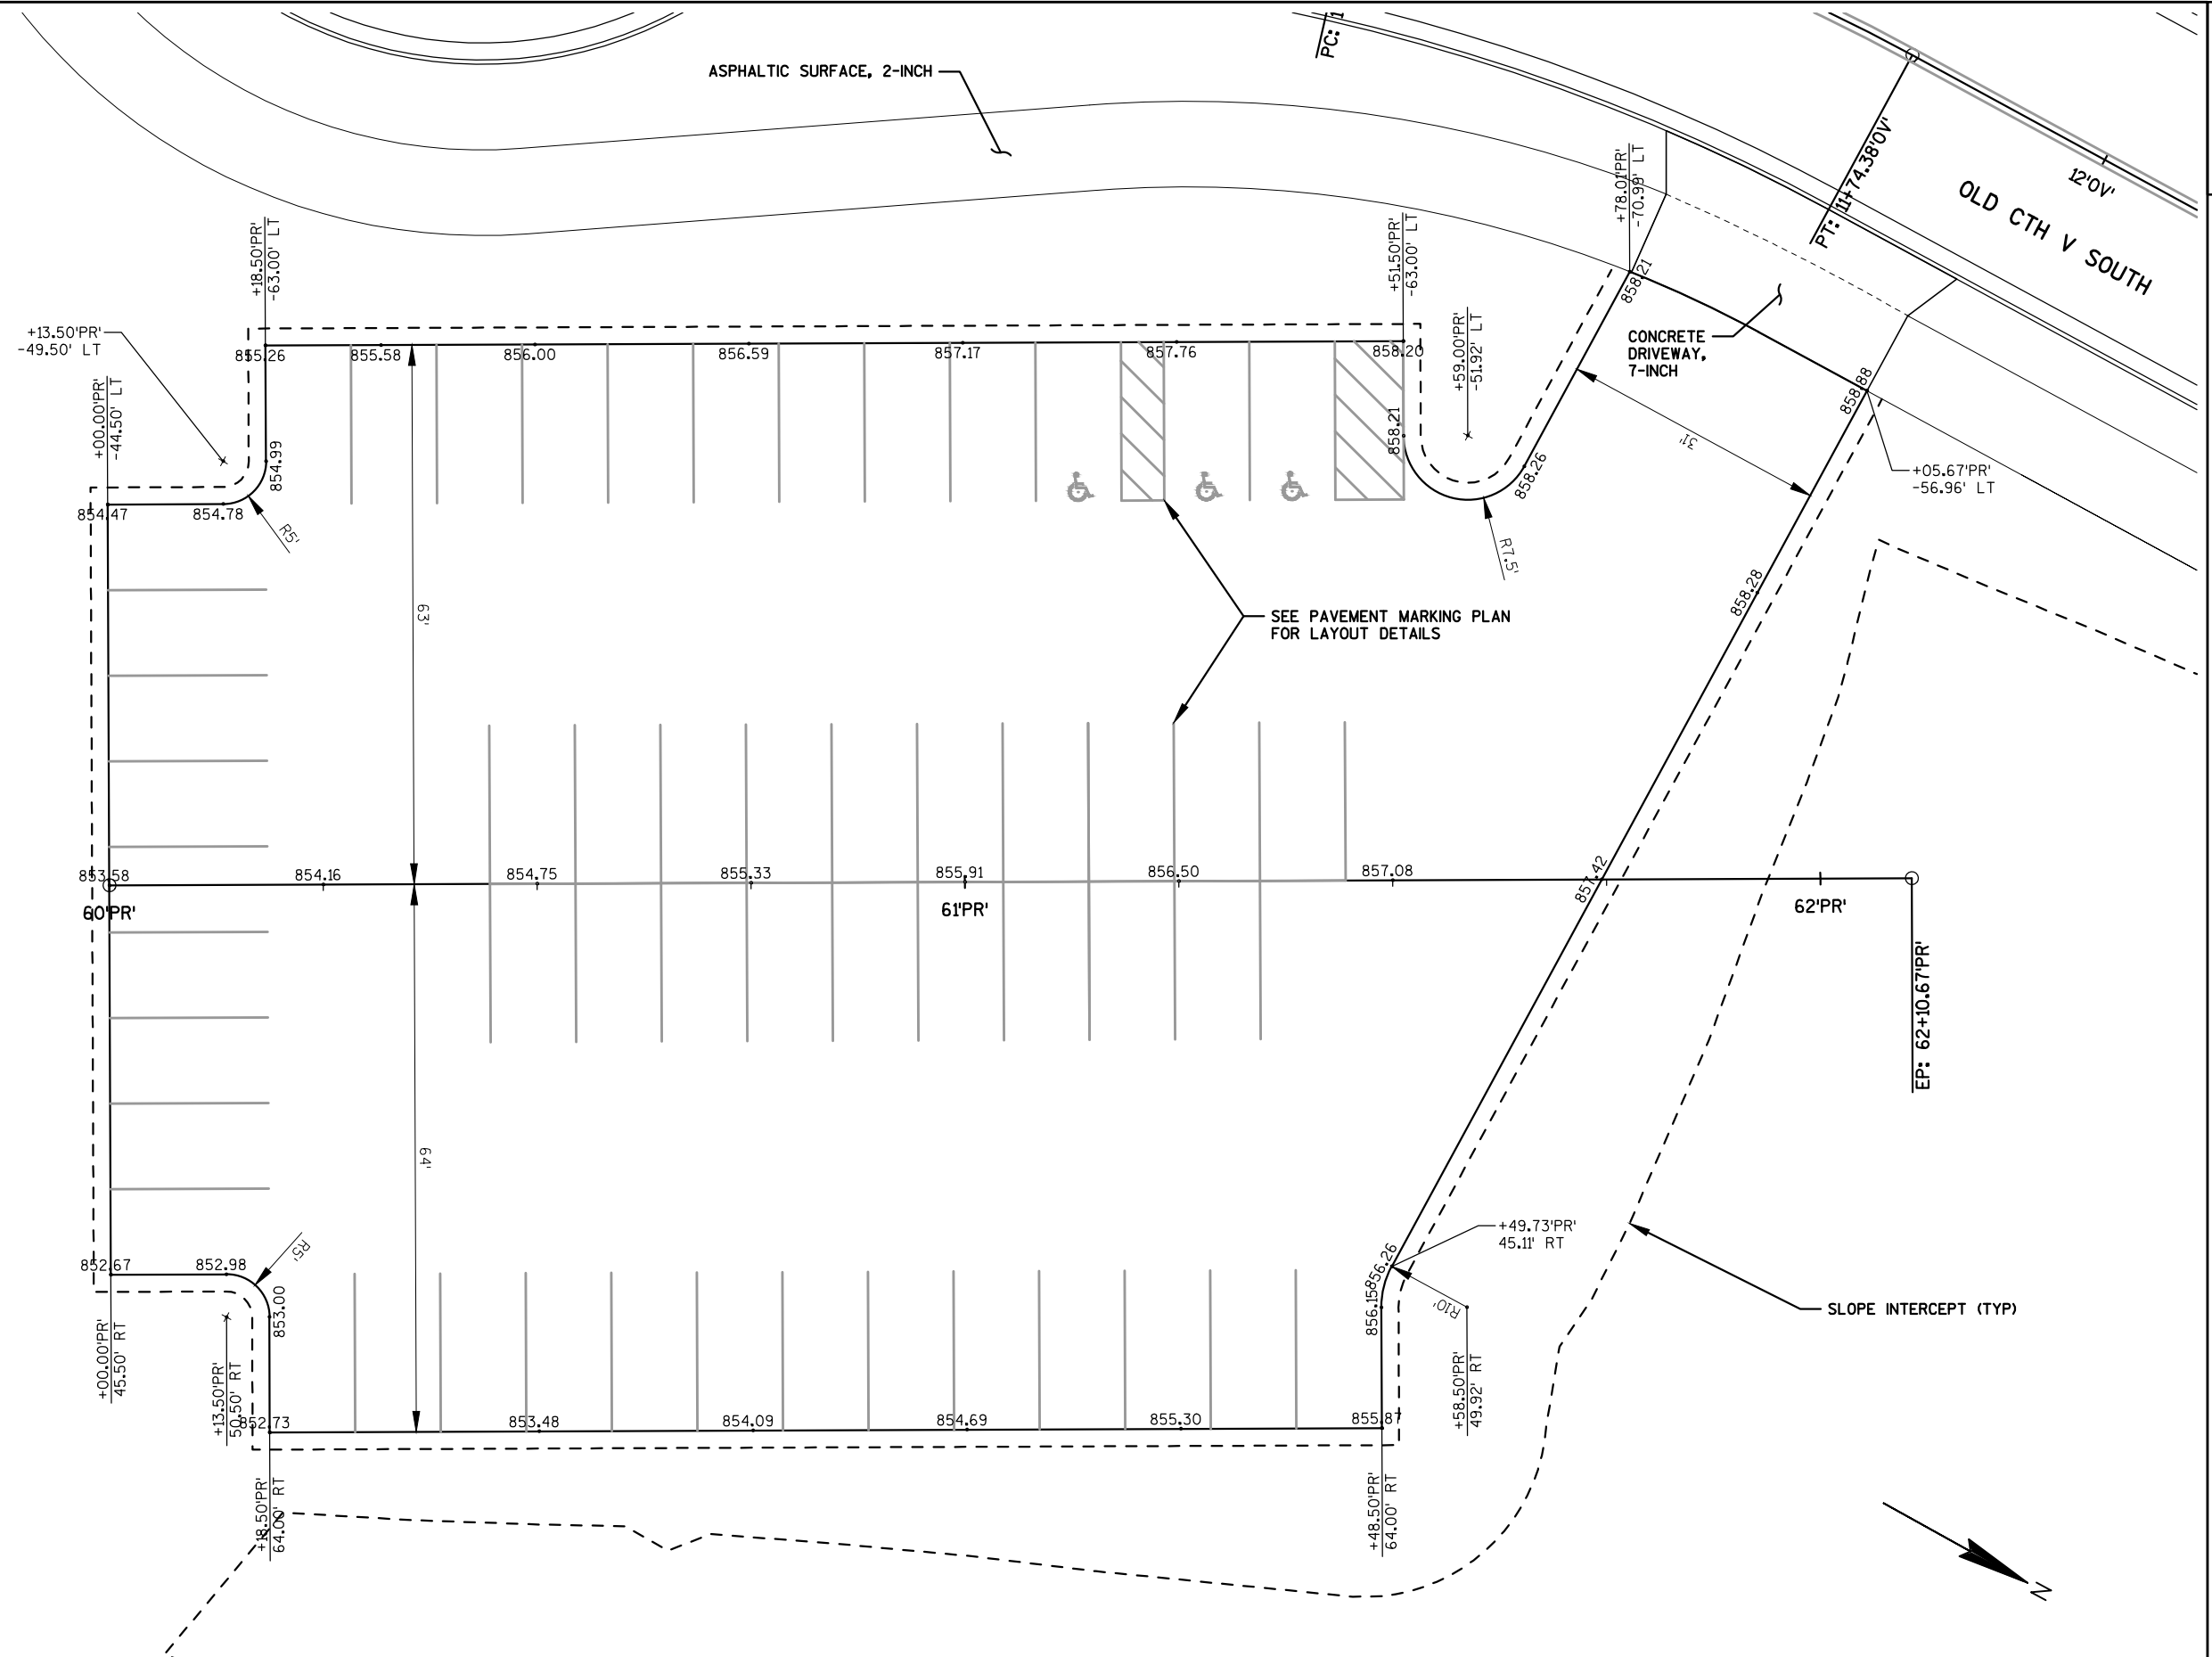 PC: 1
ASPHALTIC SURFACE, 2-INCH
PT: 11+74.38'OV'
12'OV'
OLD CTH V SOUTH
+78.01'PR'
-70.99' LT
+18.50'PR'
-63.00' LT
+51.50'PR'
-63.00' LT
858.21
+13.50'PR'
-49.50' LT
+59.00'PR'
-51.92' LT
CONCRETE
DRIVEWAY,
7-INCH
855.26
855.58
856.00
856.59
857.17
857.76
858.20
+00.00'PR'
-44.50' LT
858.88
858.21
31'
854.99
858.26
+05.67'PR'
-56.96' LT
854.47
854.78
R5'
R7.5'
858.28
63'
SEE PAVEMENT MARKING PLAN
FOR LAYOUT DETAILS
853.58
854.16
854.75
855.33
855.91
856.50
857.08
857.42
60'PR'
61'PR'
62'PR'
EP: 62+10.67'PR'
64'
+49.73'PR'
45.11' RT
R5'
856.26
852.67
852.98
853.00
856.15
R10'
SLOPE INTERCEPT (TYP)
+00.00'PR'
45.50' RT
+13.50'PR'
50.50' RT
+58.50'PR'
49.92' RT
852.73
853.48
854.09
854.69
855.30
855.87
+18.50'PR'
64.00' RT
+48.50'PR'
64.00' RT
N